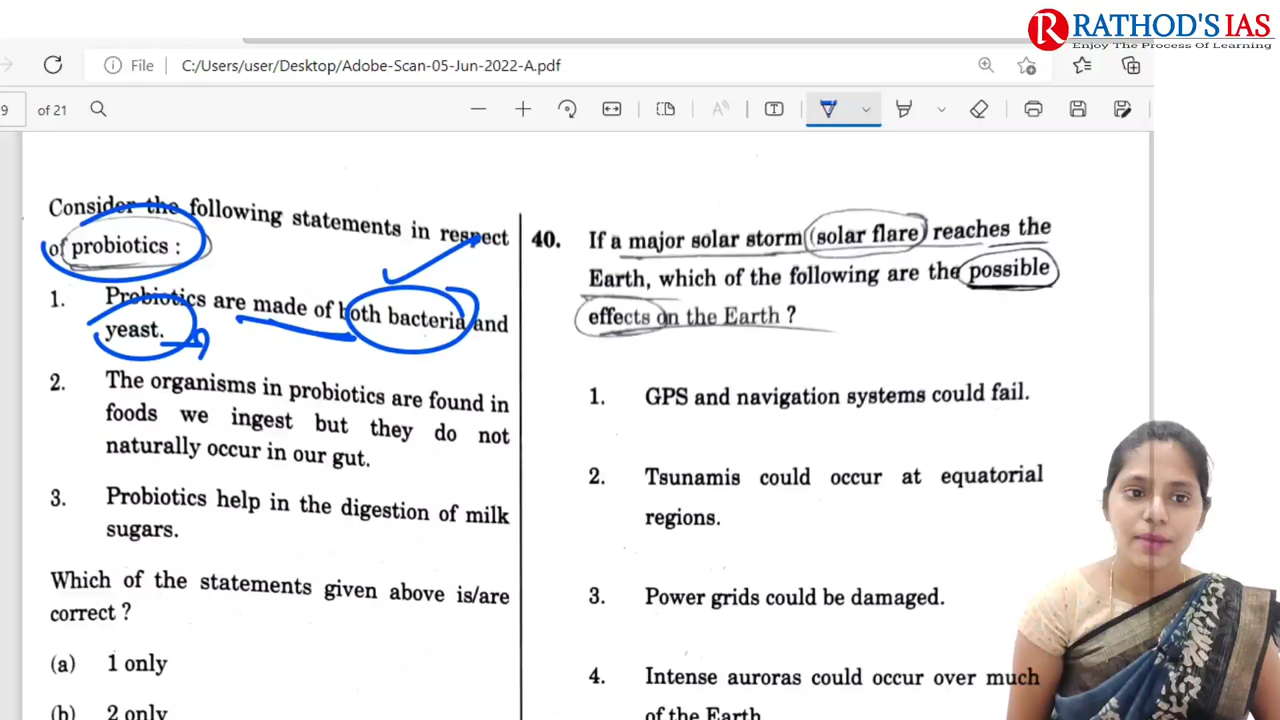 RATHOD'S IAS
Enjoy The Process Of Learning
File
C:/Users/user/Desktop/Adobe-Scan-05-Jun-2022-A.pdf
9
of 21
Consider the following statements in respect
of probiotics :
1. Probiotics are made of both bacteria and
yeast.
2. The organisms in probiotics are found in
foods we ingest but they do not
naturally occur in our gut.
3. Probiotics help in the digestion of milk
sugars.
Which of the statements given above is/are
correct ?
(a) 1 only
(b) 2 only
40. If a major solar storm (solar flare) reaches the
Earth, which of the following are the possible
effects on the Earth ?
1. GPS and navigation systems could fail.
2. Tsunamis could occur at equatorial
regions.
3. Power grids could be damaged.
4. Intense auroras could occur over much
of the Earth